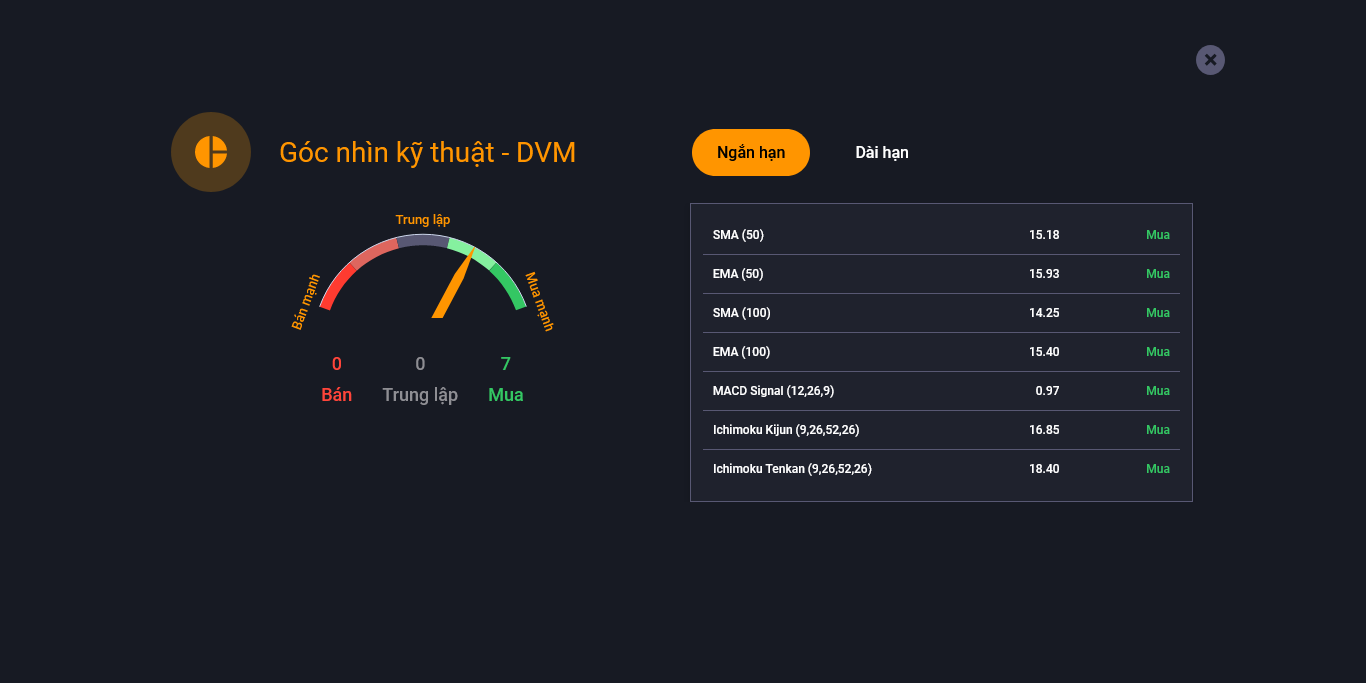 Góc nhìn kỹ thuật - DVM
Trung lập
Bán mạnh
Mua mạnh
0 0 7
Bán Trung lập Mua
Ngắn hạn Dài hạn
SMA (50) 15.18 Mua
EMA (50) 15.93 Mua
SMA (100) 14.25 Mua
EMA (100) 15.40 Mua
MACD Signal (12,26,9) 0.97 Mua
Ichimoku Kijun (9,26,52,26) 16.85 Mua
Ichimoku Tenkan (9,26,52,26) 18.40 Mua